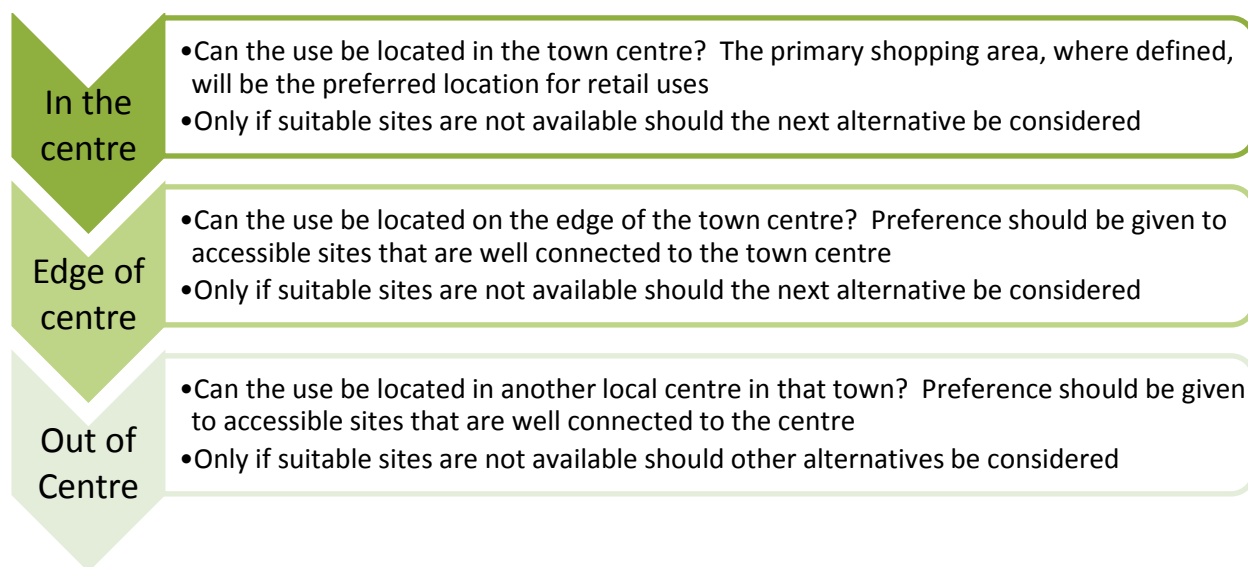 In the
centre
•Can the use be located in the town centre?  The primary shopping area, where defined,
will be the preferred location for retail uses
•Only if suitable sites are not available should the next alternative be considered
Edge of
centre
•Can the use be located on the edge of the town centre?  Preference should be given to
accessible sites that are well connected to the town centre
•Only if suitable sites are not available should the next alternative be considered
Out of
Centre
•Can the use be located in another local centre in that town?  Preference should be given
to accessible sites that are well connected to the centre
•Only if suitable sites are not available should other alternatives be considered